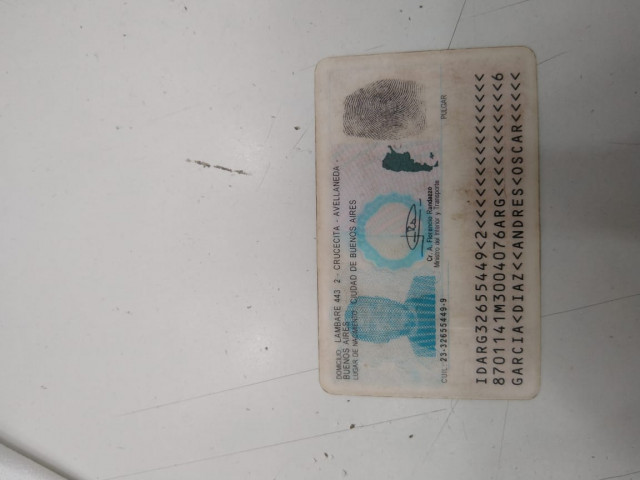 DOMICILIO: LAMBARE 443 2 - CRUCECITA - AVELLANEDA -
BUENOS AIRES
LUGAR DE NACIMIENTO: CIUDAD DE BUENOS AIRES
Cr. A. Florencio Randazzo
Ministro del Interior y Transporte
PULGAR
CUIL: 23-32655449-9
IDARG32655449<2<<<<<<<<<<<<<<<
8701141M3004076ARG<<<<<<<<<<<6
GARCIA<DIAZ<<ANDRES<OSCAR<<<<<